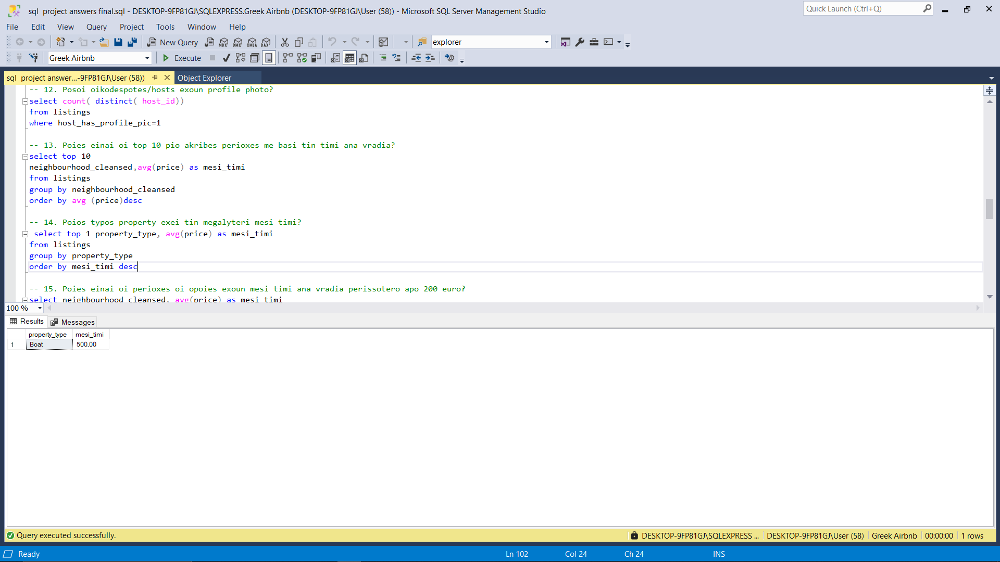 sql  project answers final.sql - DESKTOP-9FP81GJ\SQLEXPRESS.Greek Airbnb (DESKTOP-9FP81GJ\User (58)) - Microsoft SQL Server Management Studio
Quick Launch (Ctrl+Q)
File Edit View Query Project Tools Window Help
New Query MDX DMX XMLA DAX explorer
Greek Airbnb Execute
sql  project answer...-9FP81GJ\User (58)) Object Explorer
-- 12. Posoi oikodespotes/hosts exoun profile photo?
select count( distinct( host_id))
from listings
where host_has_profile_pic=1
-- 13. Poies einai oi top 10 pio akribes perioxes me basi tin timi ana vradia?
select top 10
neighbourhood_cleansed,avg(price) as mesi_timi
from listings
group by neighbourhood_cleansed
order by avg (price)desc
-- 14. Poios typos property exei tin megalyteri mesi timi?
select top 1 property_type, avg(price) as mesi_timi
from listings
group by property_type
order by mesi_timi desc
-- 15. Poies einai oi perioxes oi opoies exoun mesi timi ana vradia perissotero apo 200 euro?
select neighbourhood_cleansed, avg(price) as mesi_timi
100 %
Results Messages
property_type mesi_timi
1 Boat 500,00
Query executed successfully. DESKTOP-9FP81GJ\SQLEXPRESS ... DESKTOP-9FP81GJ\User (58) Greek Airbnb 00:00:00 1 rows
Ready Ln 102 Col 24 Ch 24 INS